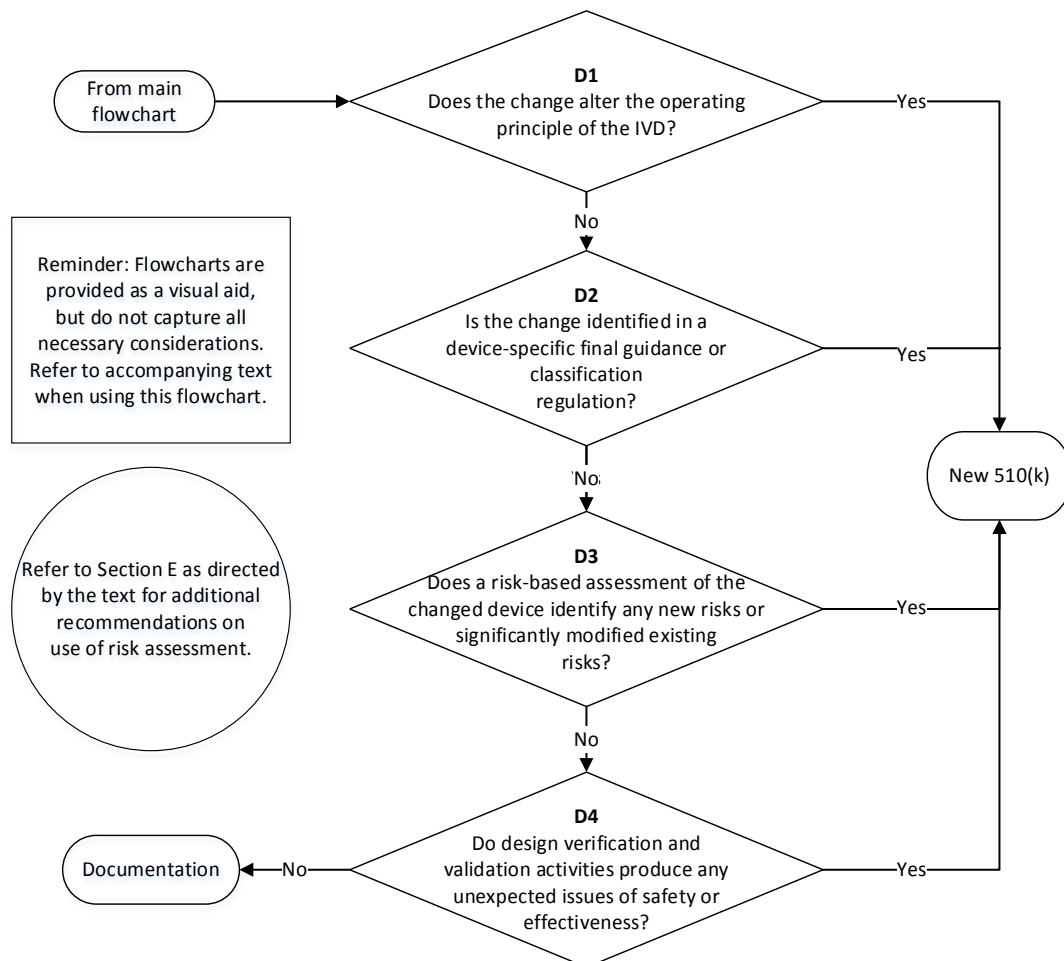 From main
flowchart
D1
Does the change alter the operating
principle of the IVD?
Yes
No
Reminder: Flowcharts are
provided as a visual aid,
but do not capture all
necessary considerations.
Refer to accompanying text
when using this flowchart.
D2
Is the change identified in a
device-specific final guidance or
classification
regulation?
Yes
No
New 510(k)
Refer to Section E as directed
by the text for additional
recommendations on
use of risk assessment.
D3
Does a risk-based assessment of the
changed device identify any new risks or
significantly modified existing
risks?
Yes
No
D4
Do design verification and
validation activities produce any
unexpected issues of safety or
effectiveness?
Yes
No
Documentation